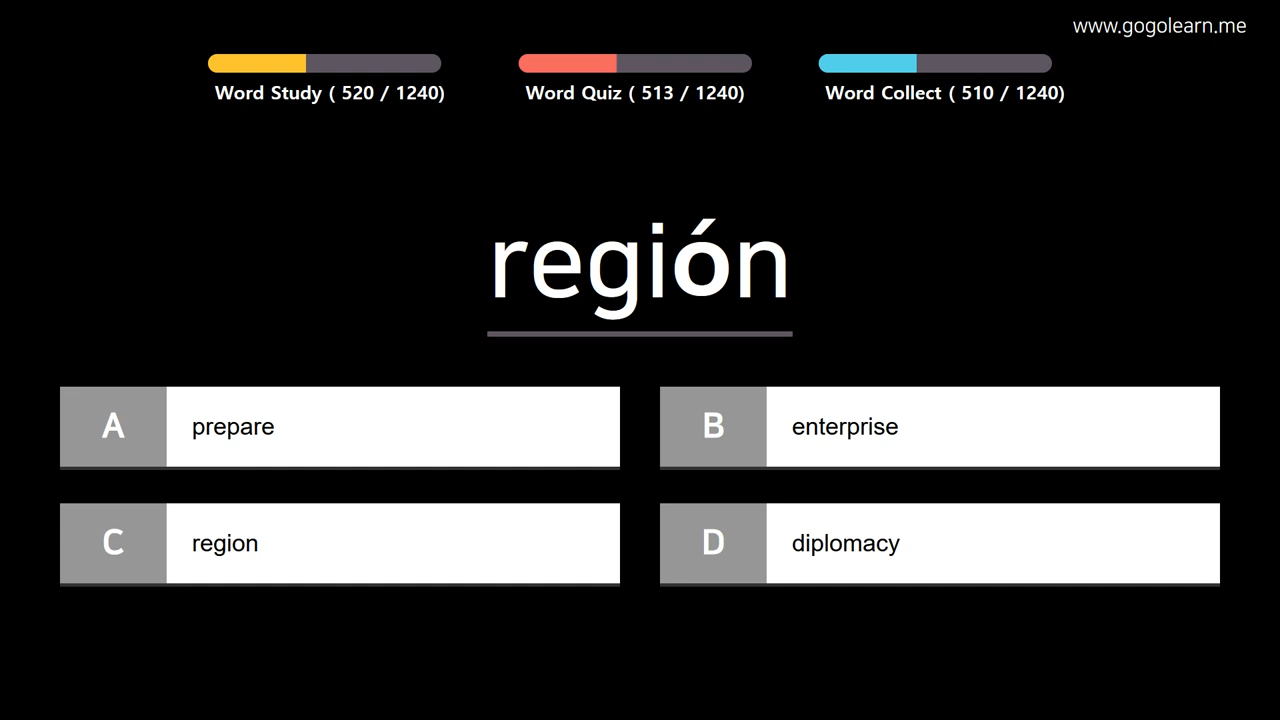 www.gogolearn.me
Word Study ( 520 / 1240)
Word Quiz ( 513 / 1240)
Word Collect ( 510 / 1240)
región
A prepare
B enterprise
C region
D diplomacy